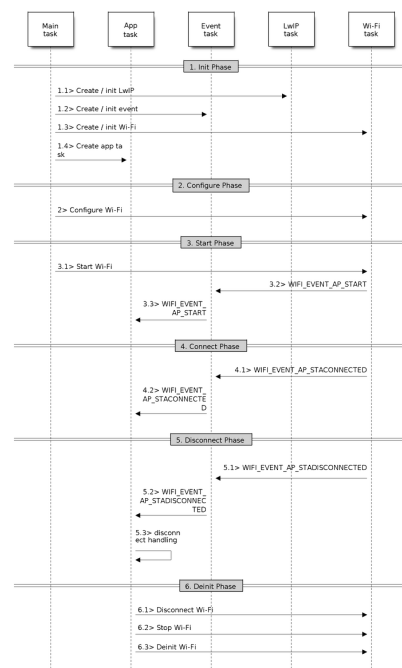 Main
task
App
task
Event
task
LwIP
task
Wi-Fi
task
1. Init Phase
1.1> Create / init LwIP
1.2> Create / init event
1.3> Create / init Wi-Fi
1.4> Create app ta
sk
2. Configure Phase
2> Configure Wi-Fi
3. Start Phase
3.1> Start Wi-Fi
3.2> WIFI_EVENT_AP_START
3.3> WIFI_EVENT_
AP_START
4. Connect Phase
4.1> WIFI_EVENT_AP_STACONNECTED
4.2> WIFI_EVENT_
AP_STACONNECTE
D
5. Disconnect Phase
5.1> WIFI_EVENT_AP_STADISCONNECTED
5.2> WIFI_EVENT_
AP_STADISCONNEC
TED
5.3> disconn
ect handling
6. Deinit Phase
6.1> Disconnect Wi-Fi
6.2> Stop Wi-Fi
6.3> Deinit Wi-Fi